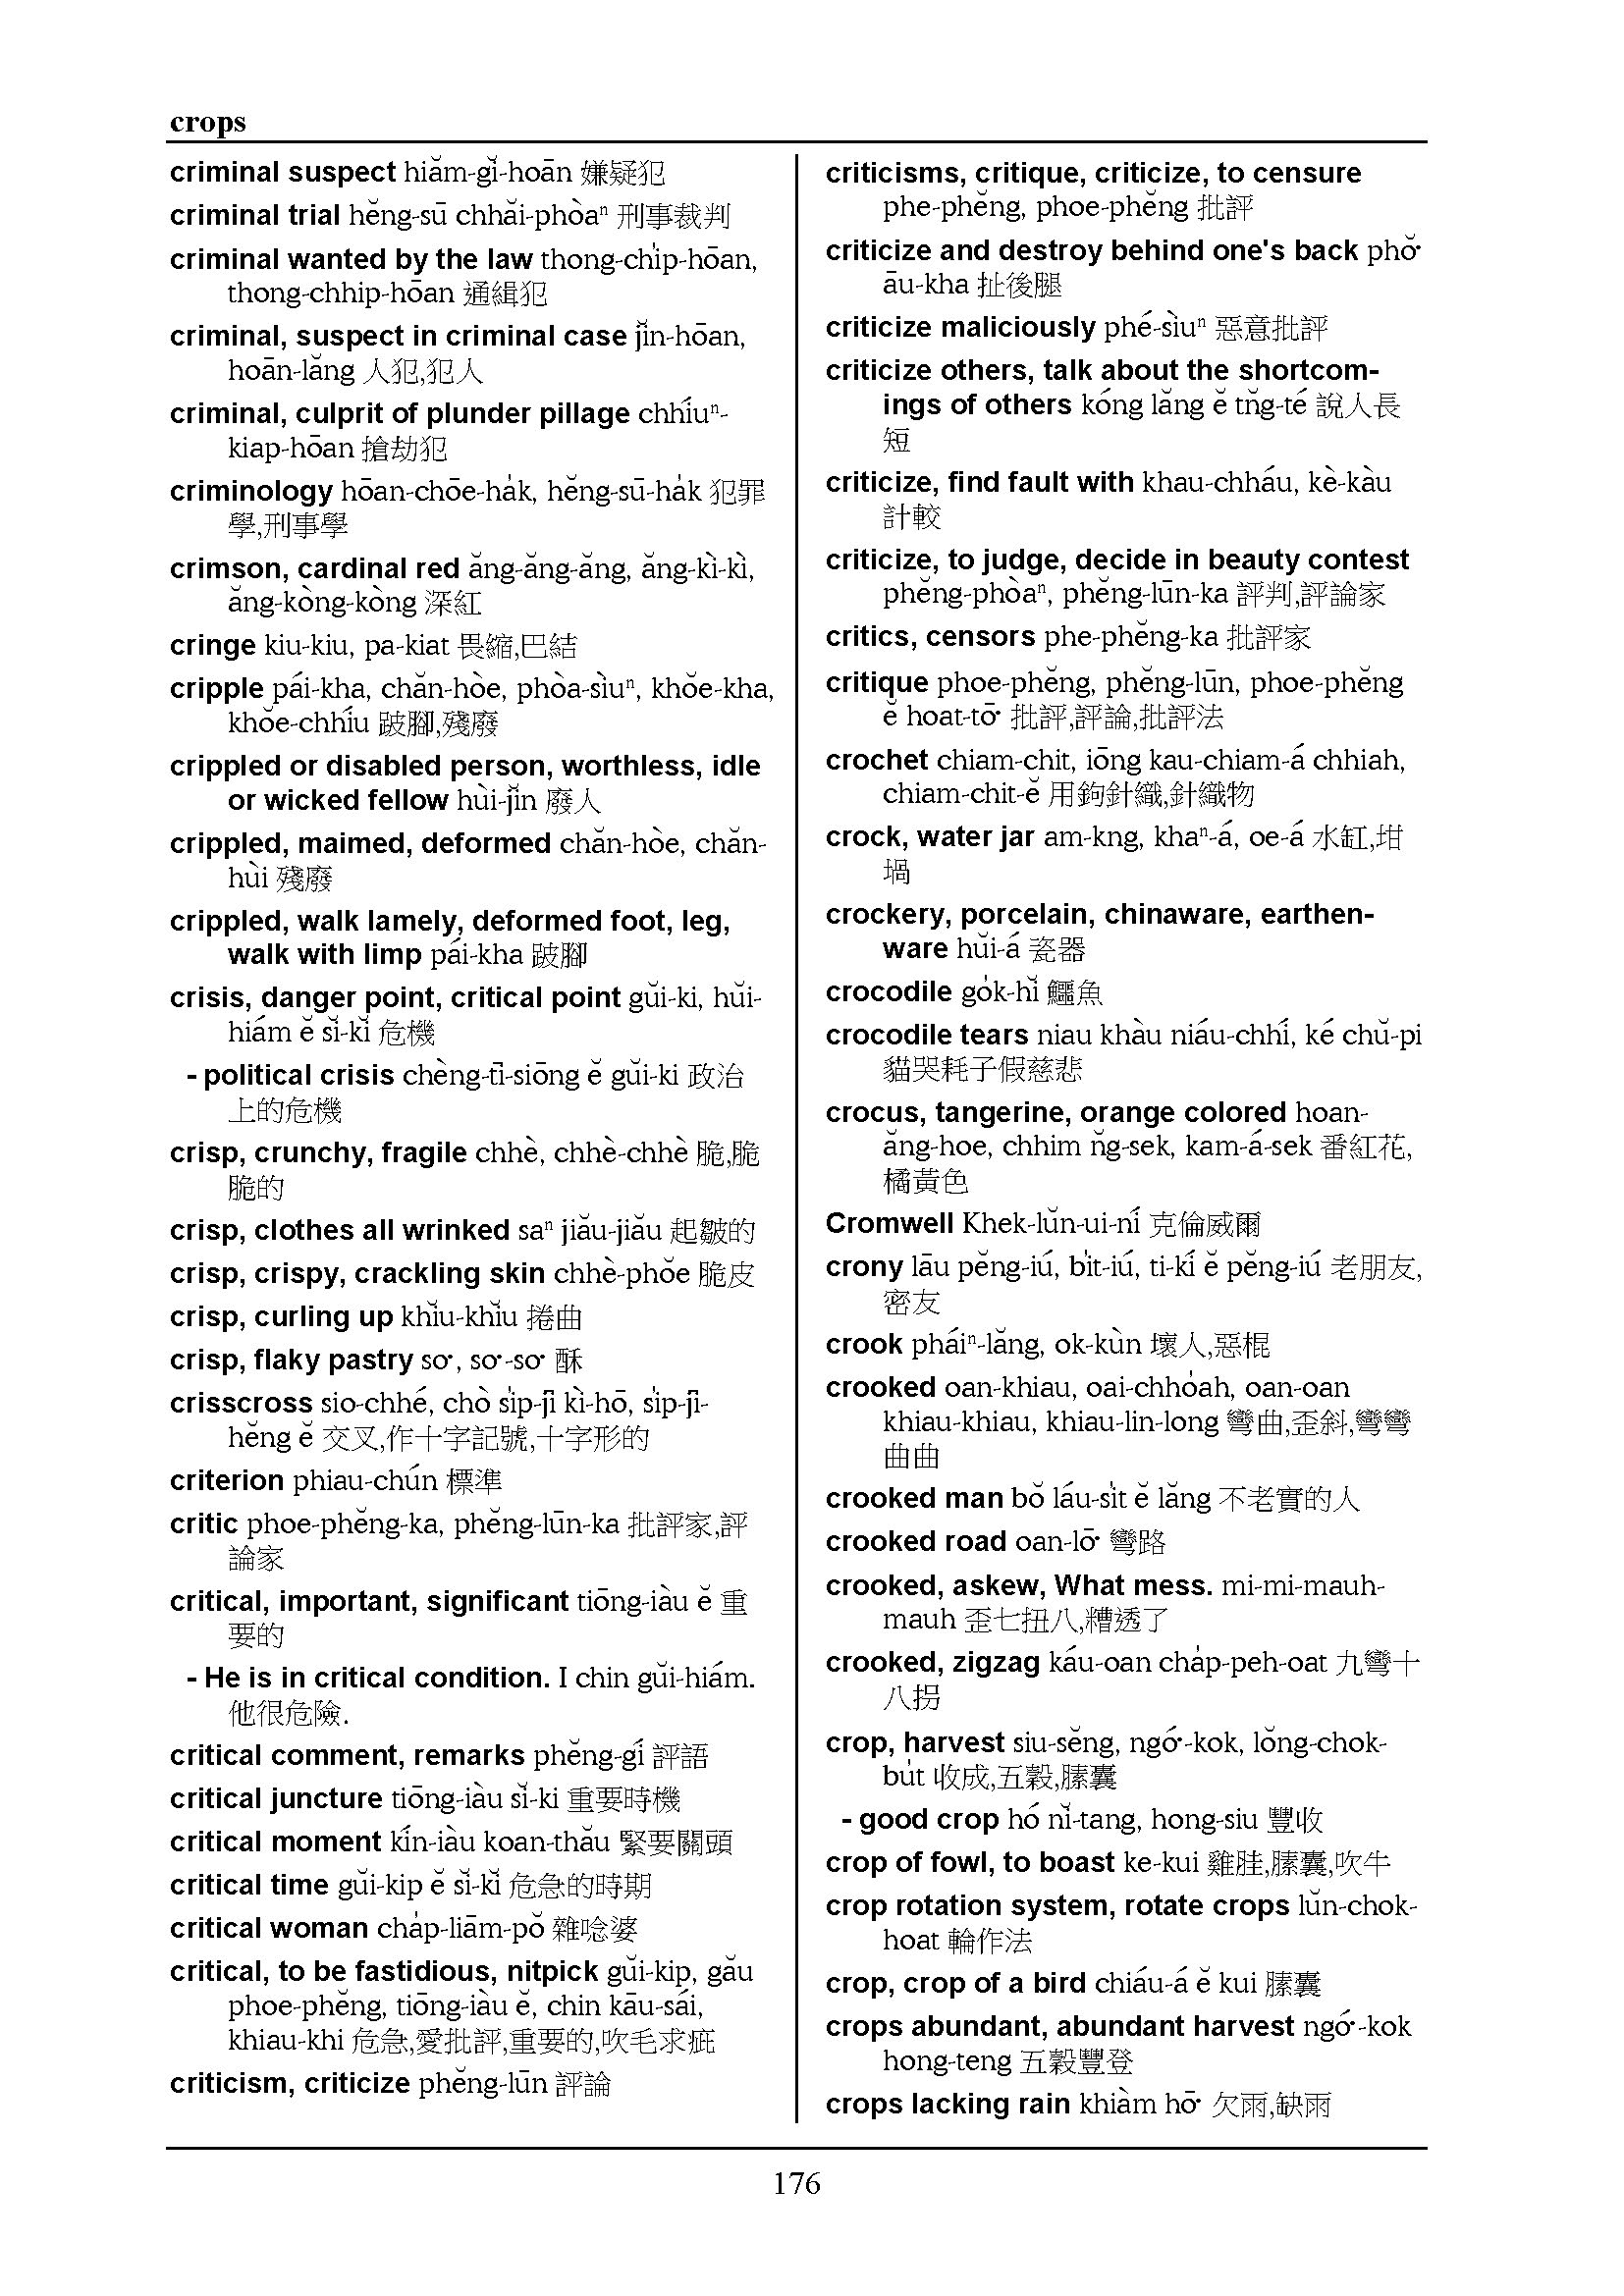 crops
criminal suspect hiăm-gĭ-hoān 嫌疑犯
criminal trial hĕng-sū chhăi-phòaⁿ 刑事裁判
criminal wanted by the law thong-chi̍p-hōan,
thong-chhip-hōan 通緝犯
criminal, suspect in criminal case jĭn-hōan,
hoān-lăng 人犯,犯人
criminal, culprit of plunder pillage chhíuⁿ-
kiap-hōan 搶劫犯
criminology hōan-chōe-ha̍k, hĕng-sū-ha̍k 犯罪
學,刑事學
crimson, cardinal red ăng-ăng-ăng, ăng-kì-kì,
ăng-kòng-kòng 深紅
cringe kiu-kiu, pa-kiat 畏縮,巴結
cripple pái-kha, chăn-hòe, phòa-sìuⁿ, khŏe-kha,
khŏe-chhíu 跛腳,殘廢
crippled or disabled person, worthless, idle
or wicked fellow hùi-jĭn 廢人
crippled, maimed, deformed chăn-hòe, chăn-
hùi 殘廢
crippled, walk lamely, deformed foot, leg,
walk with limp pái-kha 跛腳
crisis, danger point, critical point gŭi-ki, hŭi-
hiám ĕ sĭ-kĭ 危機
- political crisis chèng-tī-siōng ĕ gŭi-ki 政治
上的危機
crisp, crunchy, fragile chhè, chhè-chhè 脆,脆
脆的
crisp, clothes all wrinked saⁿ jiău-jiău 起皺的
crisp, crispy, crackling skin chhè-phŏe 脆皮
crisp, curling up khĭu-khĭu 捲曲
crisp, flaky pastry so͘, so͘-so͘ 酥
crisscross sio-chhé, chò si̍p-jī kì-hō, si̍p-jī-
hĕng ĕ 交叉,作十字記號,十字形的
criterion phiau-chún 標準
critic phoe-phĕng-ka, phĕng-lūn-ka 批評家,評
論家
critical, important, significant tiōng-iàu ĕ 重
要的
- He is in critical condition. I chin gŭi-hiám.
他很危險.
critical comment, remarks phĕng-gí 評語
critical juncture tiōng-iàu sĭ-ki 重要時機
critical moment kín-iàu koan-thău 緊要關頭
critical time gŭi-kip ĕ sĭ-kĭ 危急的時期
critical woman cha̍p-liām-pŏ 雜唸婆
critical, to be fastidious, nitpick gŭi-kip, gău
phoe-phĕng, tiōng-iàu ĕ, chin kāu-sái,
khiau-khi 危急,愛批評,重要的,吹毛求疵
criticism, criticize phĕng-lūn 評論
criticisms, critique, criticize, to censure
phe-phĕng, phoe-phĕng 批評
criticize and destroy behind one's back phŏ͘
āu-kha 扯後腿
criticize maliciously phé-sìuⁿ 惡意批評
criticize others, talk about the shortcom-
ings of others kóng lăng ĕ tn̆g-té 說人長
短
criticize, find fault with khau-chháu, kè-kàu
計較
criticize, to judge, decide in beauty contest
phĕng-phòaⁿ, phĕng-lūn-ka 評判,評論家
critics, censors phe-phĕng-ka 批評家
critique phoe-phĕng, phĕng-lūn, phoe-phĕng
ĕ hoat-tō͘ 批評,評論,批評法
crochet chiam-chit, iōng kau-chiam-á chhiah,
chiam-chit-ĕ 用鉤針織,針織物
crock, water jar am-kng, khaⁿ-á, oe-á 水缸,坩
堝
crockery, porcelain, chinaware, earthen-
ware hŭi-á 瓷器
crocodile go̍k-hĭ 鱷魚
crocodile tears niau khàu niáu-chhí, ké chŭ-pi
貓哭耗子假慈悲
crocus, tangerine, orange colored hoan-
ăng-hoe, chhim n̆g-sek, kam-á-sek 番紅花,
橘黃色
Cromwell Khek-lŭn-ui-ní 克倫威爾
crony lāu pĕng-iú, bi̍t-iú, ti-kí ĕ pĕng-iú 老朋友,
密友
crook pháiⁿ-lăng, ok-kùn 壞人,惡棍
crooked oan-khiau, oai-chho̍ah, oan-oan
khiau-khiau, khiau-lin-long 彎曲,歪斜,彎彎
曲曲
crooked man bŏ láu-si̍t ĕ lăng 不老實的人
crooked road oan-lō͘ 彎路
crooked, askew, What mess. mi-mi-mauh-
mauh 歪七扭八,糟透了
crooked, zigzag káu-oan cha̍p-peh-oat 九彎十
八拐
crop, harvest siu-sĕng, ngó͘-kok, lŏng-chok-
bu̍t 收成,五穀,膆囊
- good crop hó nĭ-tang, hong-siu 豐收
crop of fowl, to boast ke-kui 雞胿,膆囊,吹牛
crop rotation system, rotate crops lŭn-chok-
hoat 輪作法
crop, crop of a bird chiáu-á ĕ kui 膆囊
crops abundant, abundant harvest ngó͘-kok
hong-teng 五穀豐登
crops lacking rain khiàm hō͘ 欠雨,缺雨
176